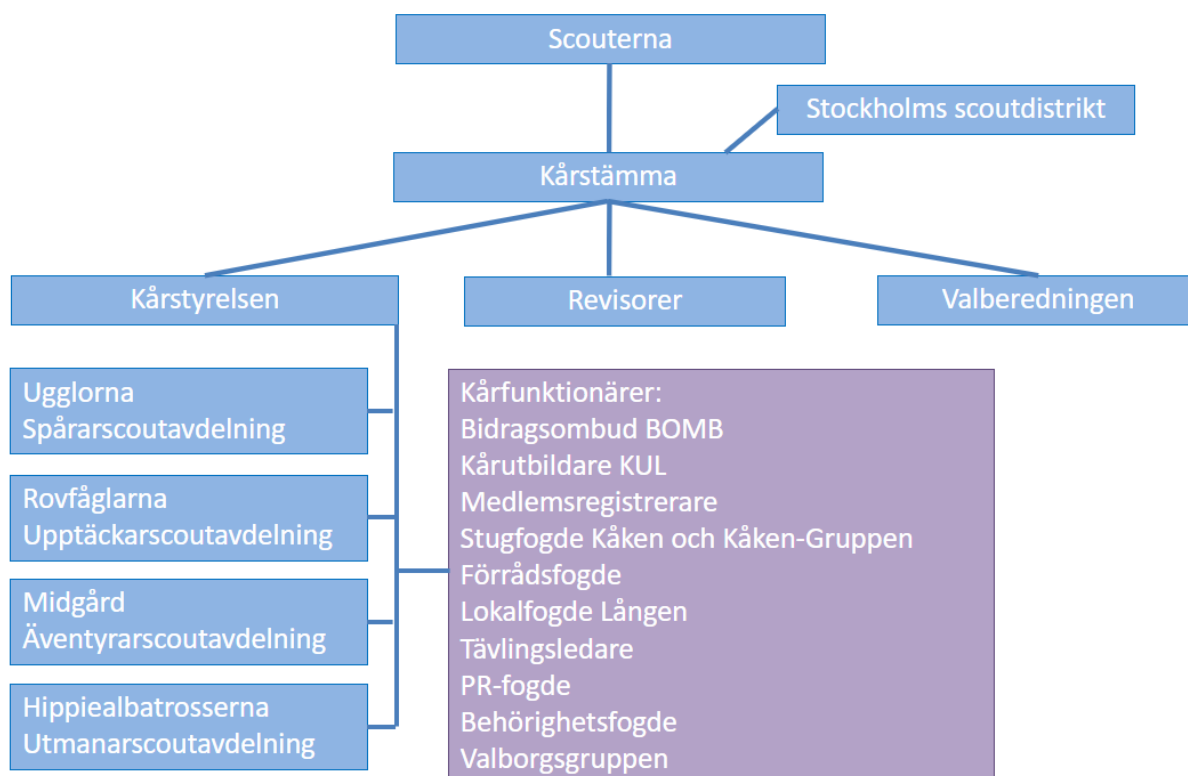 Scouterna
Stockholms scoutdistrikt
Kårstämma
Kårstyrelsen
Revisorer
Valberedningen
Ugglorna
Spårarscoutavdelning
Rovfåglarna
Upptäckarscoutavdelning
Midgård
Äventyrarscoutavdelning
Hippiealbatrosserna
Utmanarscoutavdelning
Kårfunktionärer:
Bidragsombud BOMB
Kårutbildare KUL
Medlemsregistrerare
Stugfogde Kåken och Kåken-Gruppen
Förrådsfogde
Lokalfogde Lången
Tävlingsledare
PR-fogde
Behörighetsfogde
Valborgsgruppen